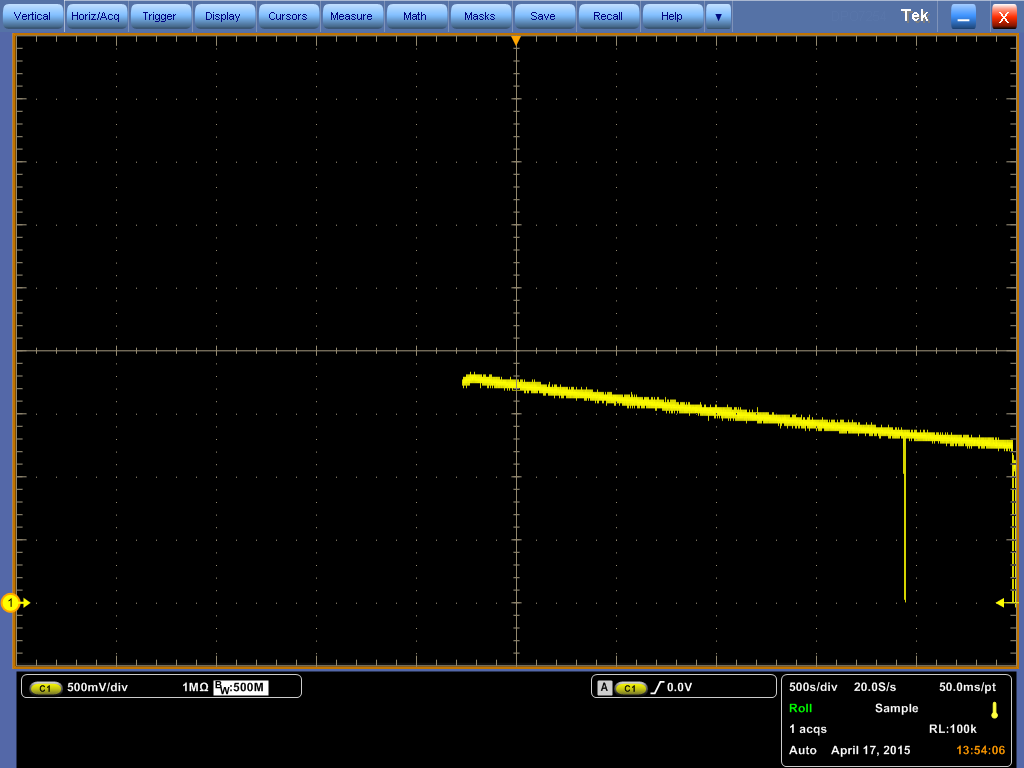 Vertical Horiz/Acq Trigger Display Cursors Measure Math Masks Save Recall Help Tek X
1
C1 500mV/div 1MΩ BW:500M
A C1 0.0V
500s/div 20.0S/s 50.0ms/pt
Roll Sample
1 acqs RL:100k
Auto April 17, 2015 13:54:06